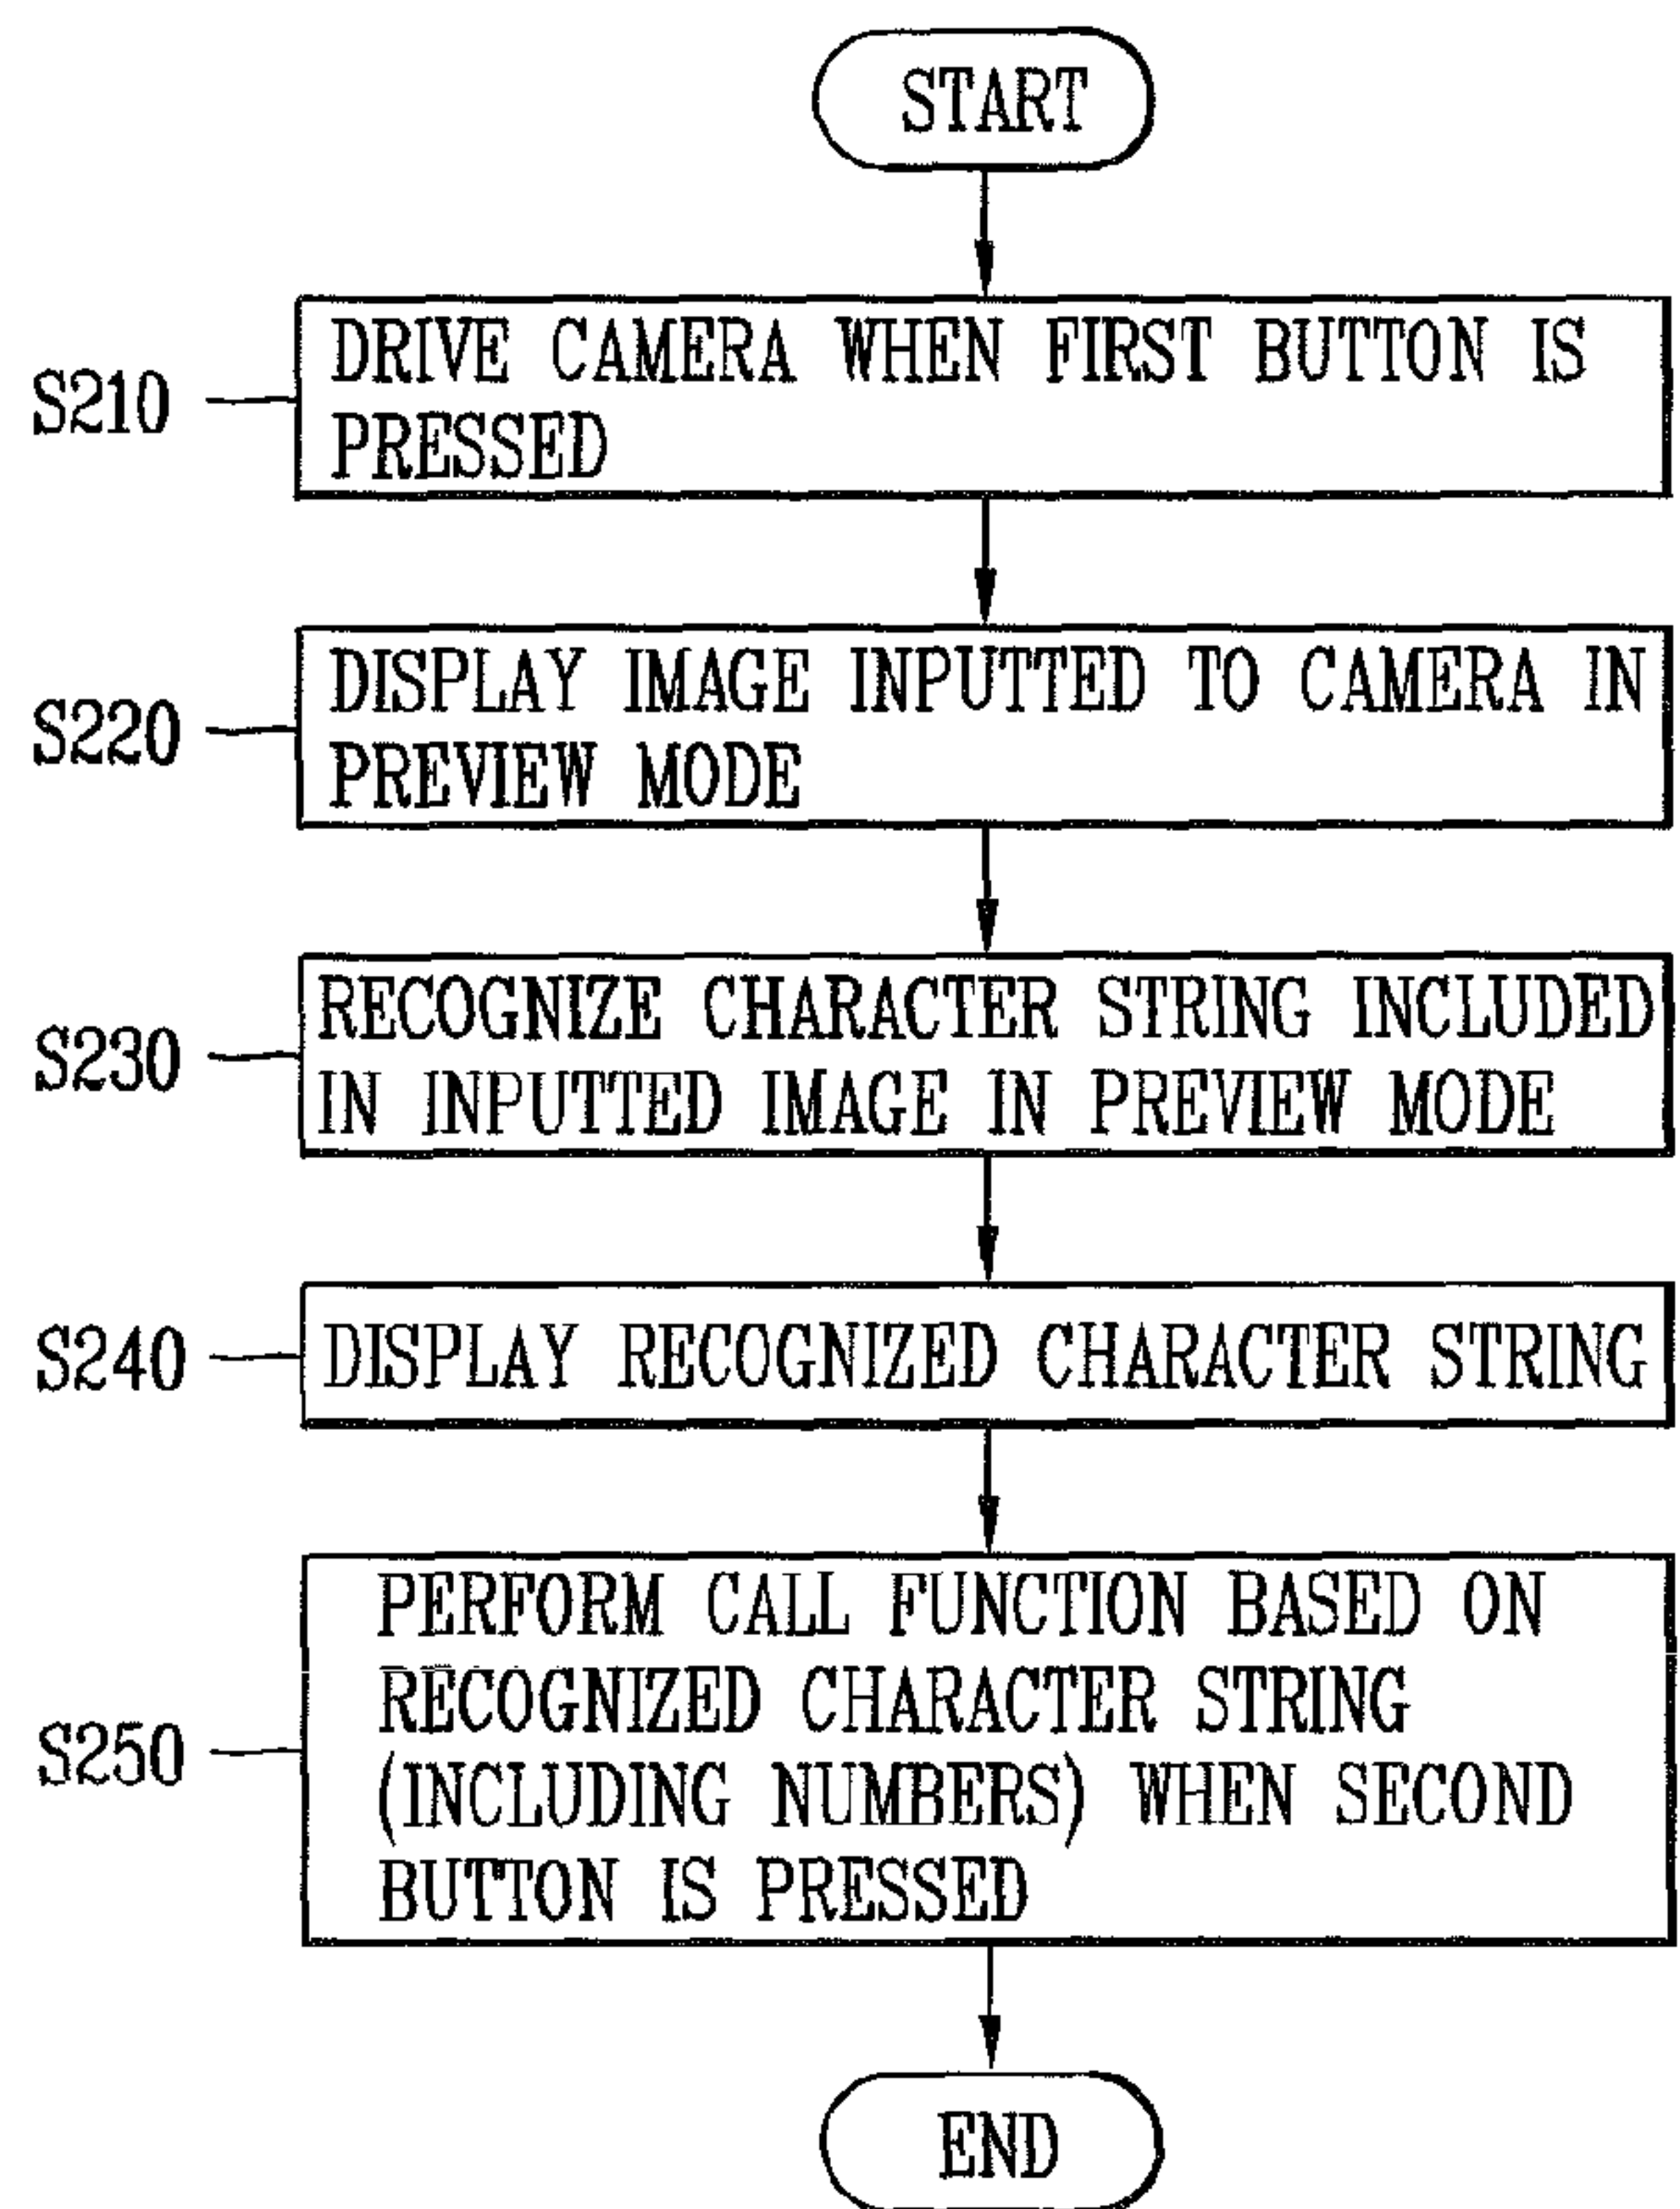 START
S210
DRIVE CAMERA WHEN FIRST BUTTON IS
PRESSED
S220
DISPLAY IMAGE INPUTTED TO CAMERA IN
PREVIEW MODE
S230
RECOGNIZE CHARACTER STRING INCLUDED
IN INPUTTED IMAGE IN PREVIEW MODE
S240
DISPLAY RECOGNIZED CHARACTER STRING
S250
PERFORM CALL FUNCTION BASED ON
RECOGNIZED CHARACTER STRING
(INCLUDING NUMBERS) WHEN SECOND
BUTTON IS PRESSED
END